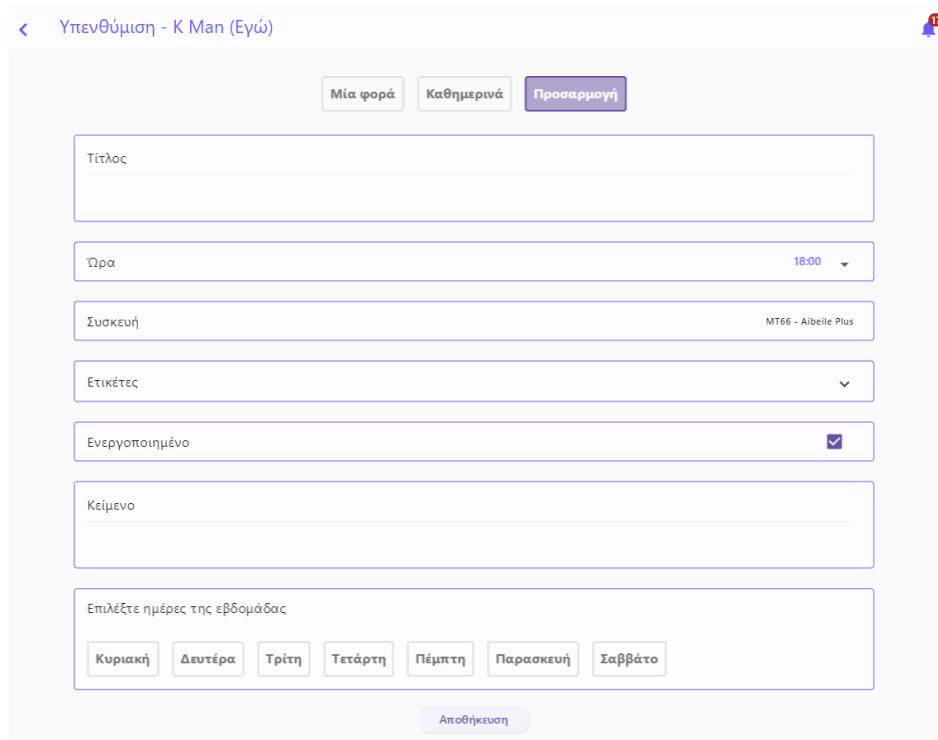 Υπενθύμιση - K Man (Εγώ)
Μία φορά Καθημερινά Προσαρμογή
Τίτλος
Ώρα 18:00
Συσκευή MT66 - Aibeile Plus
Ετικέτες
Ενεργοποιημένο
Κείμενο
Επιλέξτε ημέρες της εβδομάδας
Κυριακή Δευτέρα Τρίτη Τετάρτη Πέμπτη Παρασκευή Σαββάτο
Αποθήκευση